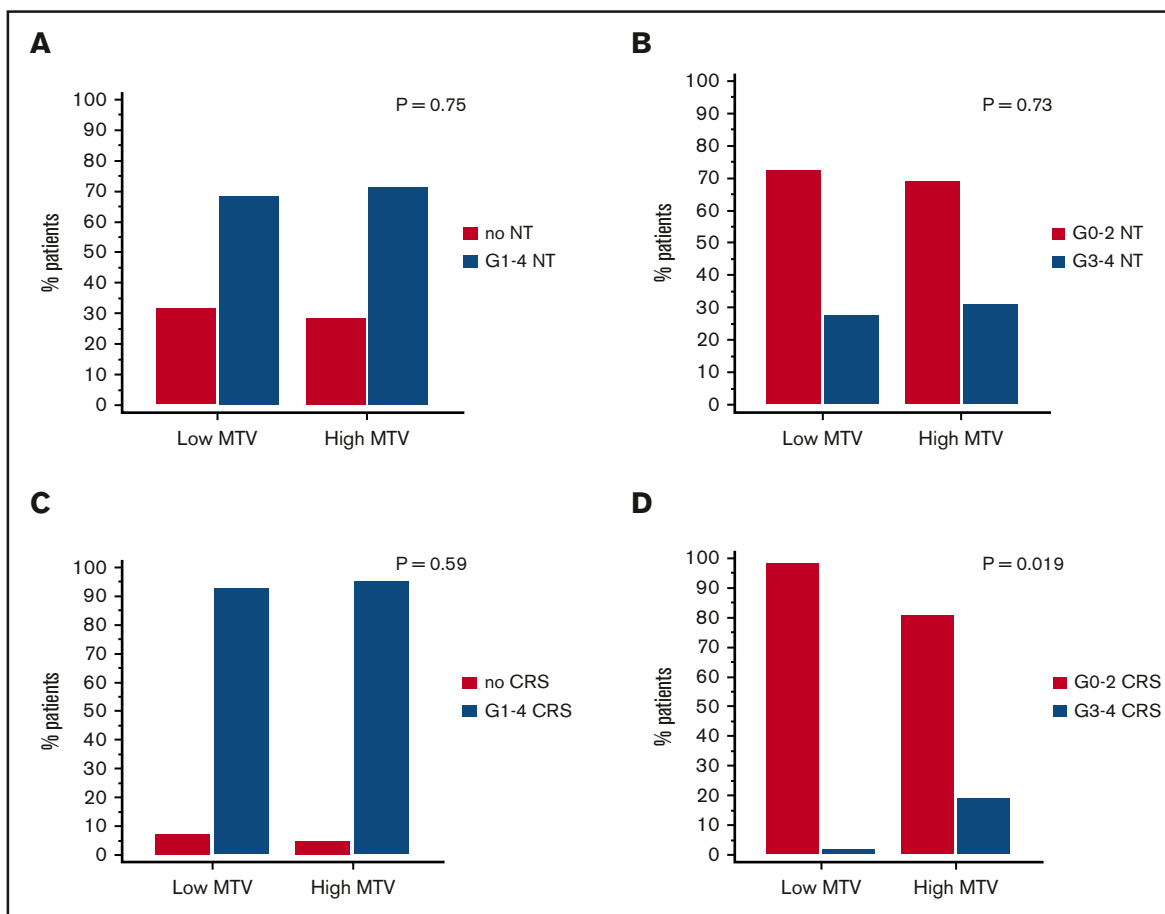 A
P = 0.75
100
90
80
70
60
50
40
30
20
10
0
% patients
Low MTV
High MTV
no NT
G1-4 NT
B
P = 0.73
100
90
80
70
60
50
40
30
20
10
0
% patients
Low MTV
High MTV
G0-2 NT
G3-4 NT
C
P = 0.59
100
90
80
70
60
50
40
30
20
10
0
% patients
Low MTV
High MTV
no CRS
G1-4 CRS
D
P = 0.019
100
90
80
70
60
50
40
30
20
10
0
% patients
Low MTV
High MTV
G0-2 CRS
G3-4 CRS